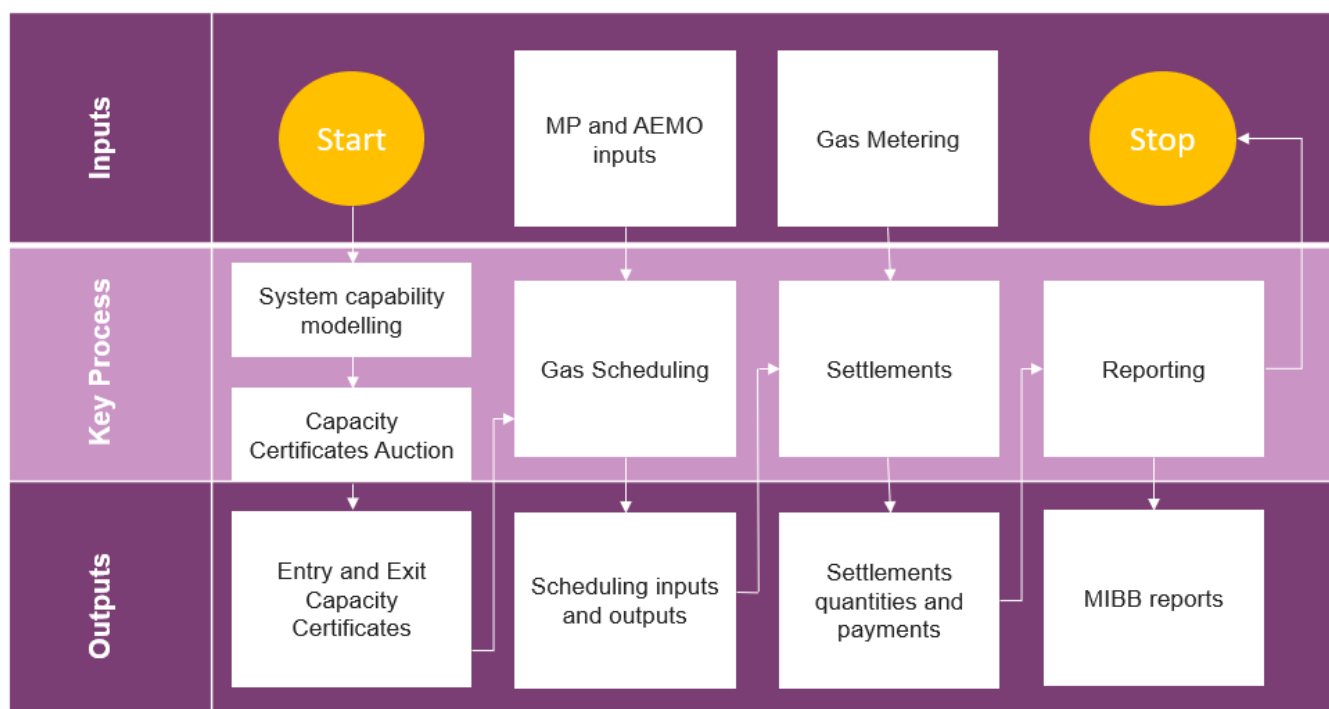 Inputs
Start
MP and AEMO
inputs
Gas Metering
Stop
Key Process
System capability
modelling
Capacity
Certificates Auction
Gas Scheduling
Settlements
Reporting
Outputs
Entry and Exit
Capacity
Certificates
Scheduling inputs
and outputs
Settlements
quantities and
payments
MIBB reports